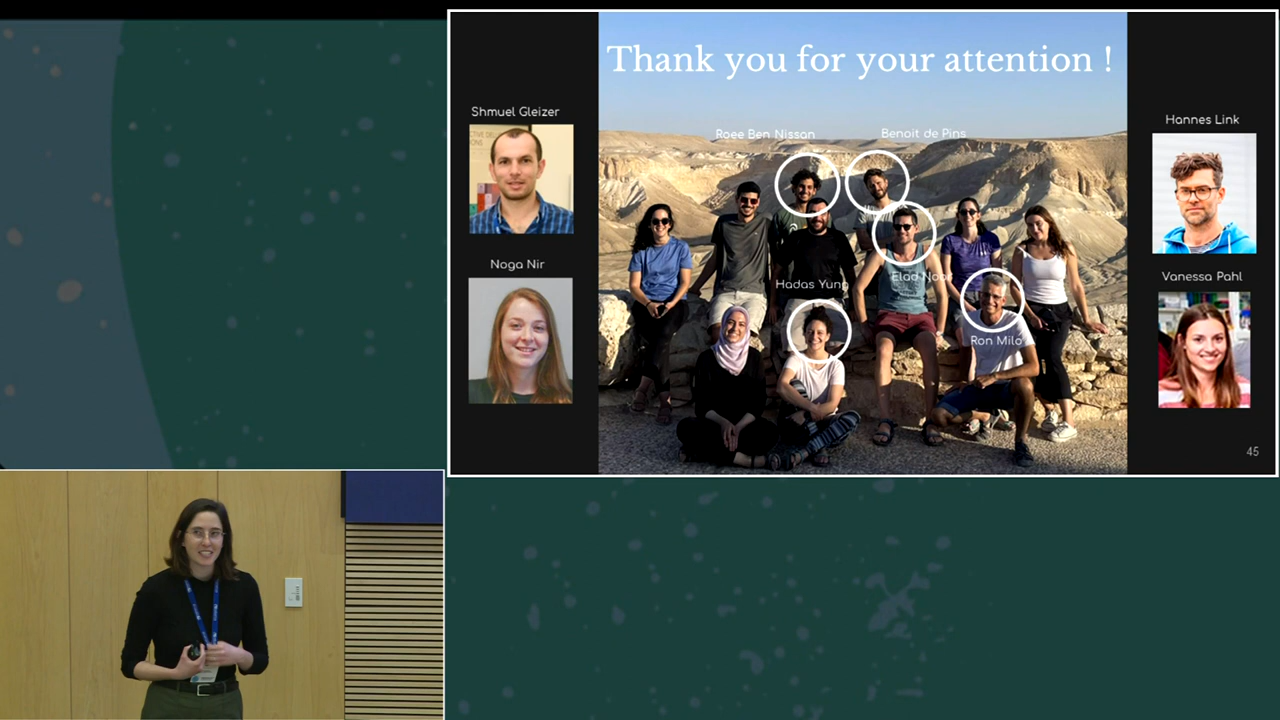 Thank you for your attention !
Shmuel Gleizer
Noga Nir
Roee Ben Nissan
Benoit de Pins
Elad Noor
Hadas Yung
Ron Milo
Hannes Link
Vanessa Pahl
45